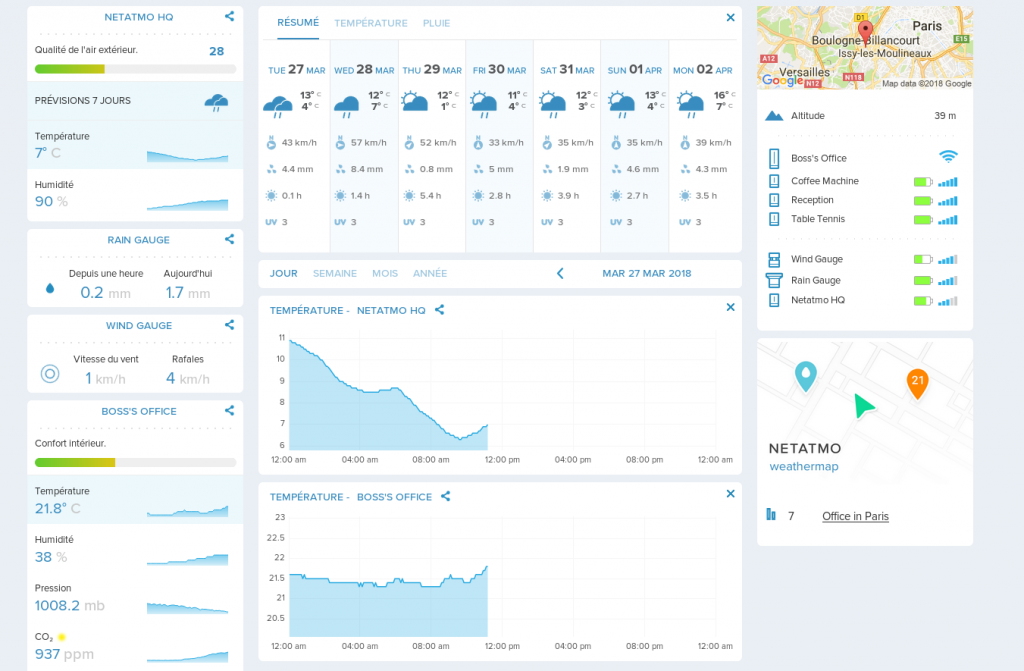 NETATMO HQ
Qualité de l'air extérieur. 28
PRÉVISIONS 7 JOURS
Température
7° C
Humidité
90 %
RAIN GAUGE
Depuis une heure Aujourd'hui
0.2 mm 1.7 mm
WIND GAUGE
Vitesse du vent Rafales
1 km/h 4 km/h
BOSS'S OFFICE
Confort intérieur.
Température
21.8° C
Humidité
38 %
Pression
1008.2 mb
CO₂
937 ppm
RÉSUMÉ TEMPÉRATURE PLUIE
TUE 27 MAR WED 28 MAR THU 29 MAR FRI 30 MAR SAT 31 MAR SUN 01 APR MON 02 APR
13° C 12° C 12° C 11° C 12° C 13° C 16° C
4° C 7° C 1° C 4° C 3° C 4° C 7° C
43 km/h 57 km/h 52 km/h 33 km/h 35 km/h 35 km/h 39 km/h
4.4 mm 8.4 mm 0.8 mm 5 mm 1.9 mm 4.6 mm 4.3 mm
0.1 h 1.4 h 5.4 h 2.8 h 3.9 h 2.7 h 3.5 h
UV 3 UV 3 UV 3 UV 3 UV 3 UV 3 UV 3
JOUR SEMAINE MOIS ANNÉE MAR 27 MAR 2018
TEMPÉRATURE - NETATMO HQ
11
10
9
8
7
6
12:00 am 04:00 am 08:00 am 12:00 pm 04:00 pm 08:00 pm 12:00 am
TEMPÉRATURE - BOSS'S OFFICE
23
22.5
22
21.5
21
20.5
12:00 am 04:00 am 08:00 am 12:00 pm 04:00 pm 08:00 pm 12:00 am
D1
Paris
Boulogne-Billancourt E15
Issy-les-Moulineaux
A12
Versailles N118
Google N12 Map data ©2018 Google
Altitude 39 m
Boss's Office
Coffee Machine
Reception
Table Tennis
Wind Gauge
Rain Gauge
Netatmo HQ
21
NETATMO
weathermap
7 Office in Paris